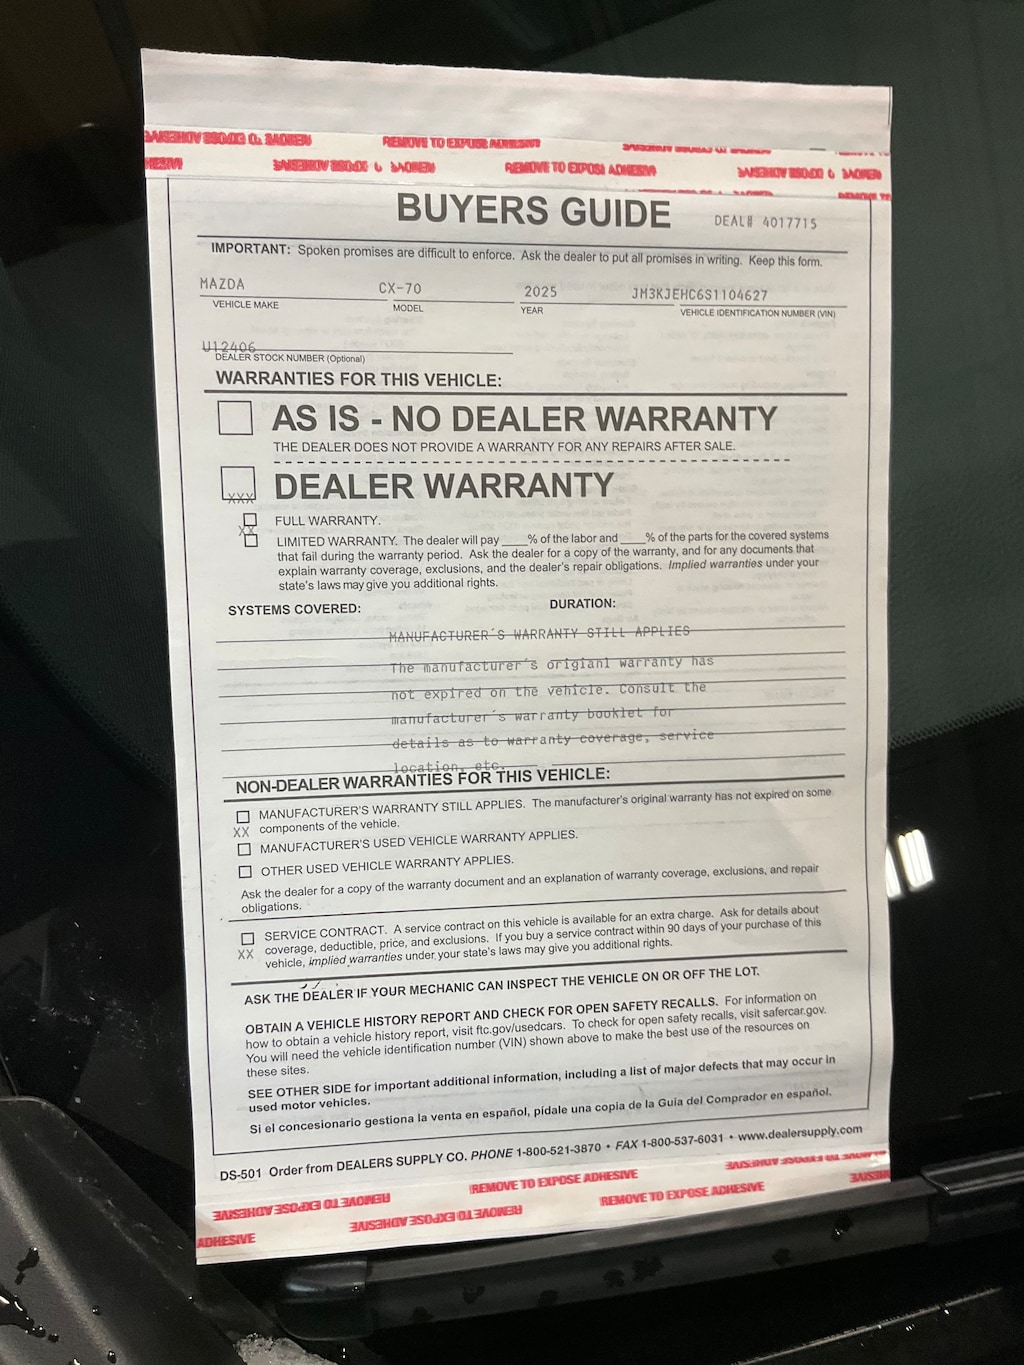 REMOVE TO EXPOSE ADHESIVE
REMOVE TO EXPOSE ADHESIVE
BUYERS GUIDE
DEAL# 4017715
IMPORTANT: Spoken promises are difficult to enforce. Ask the dealer to put all promises in writing. Keep this form.
MAZDA CX-70 2025 JM3KJEHC6S1104627
VEHICLE MAKE MODEL YEAR VEHICLE IDENTIFICATION NUMBER (VIN)
U12406
DEALER STOCK NUMBER (Optional)
WARRANTIES FOR THIS VEHICLE:
AS IS - NO DEALER WARRANTY
THE DEALER DOES NOT PROVIDE A WARRANTY FOR ANY REPAIRS AFTER SALE.
XXX DEALER WARRANTY
FULL WARRANTY.
XX
LIMITED WARRANTY. The dealer will pay ____% of the labor and ____% of the parts for the covered systems
that fail during the warranty period. Ask the dealer for a copy of the warranty, and for any documents that
explain warranty coverage, exclusions, and the dealer's repair obligations. Implied warranties under your
state's laws may give you additional rights.
SYSTEMS COVERED: DURATION:
MANUFACTURER'S WARRANTY STILL APPLIES
The manufacturer's origianl warranty has
not expired on the vehicle. Consult the
manufacturer's warranty booklet for
details as to warranty coverage, service
location, etc.
NON-DEALER WARRANTIES FOR THIS VEHICLE:
MANUFACTURER'S WARRANTY STILL APPLIES. The manufacturer's original warranty has not expired on some
XX components of the vehicle.
MANUFACTURER'S USED VEHICLE WARRANTY APPLIES.
OTHER USED VEHICLE WARRANTY APPLIES.
Ask the dealer for a copy of the warranty document and an explanation of warranty coverage, exclusions, and repair
obligations.
SERVICE CONTRACT. A service contract on this vehicle is available for an extra charge. Ask for details about
XX coverage, deductible, price, and exclusions. If you buy a service contract within 90 days of your purchase of this
vehicle, implied warranties under your state's laws may give you additional rights.
ASK THE DEALER IF YOUR MECHANIC CAN INSPECT THE VEHICLE ON OR OFF THE LOT.
OBTAIN A VEHICLE HISTORY REPORT AND CHECK FOR OPEN SAFETY RECALLS. For information on
how to obtain a vehicle history report, visit ftc.gov/usedcars. To check for open safety recalls, visit safercar.gov.
You will need the vehicle identification number (VIN) shown above to make the best use of the resources on
these sites.
SEE OTHER SIDE for important additional information, including a list of major defects that may occur in
used motor vehicles.
Si el concesionario gestiona la venta en español, pídale una copia de la Guía del Comprador en español.
DS-501 Order from DEALERS SUPPLY CO. PHONE 1-800-521-3870 • FAX 1-800-537-6031 • www.dealersupply.com
REMOVE TO EXPOSE ADHESIVE REMOVE TO EXPOSE ADHESIVE
REMOVE TO EXPOSE ADHESIVE REMOVE TO EXPOSE ADHESIVE
ADHESIVE